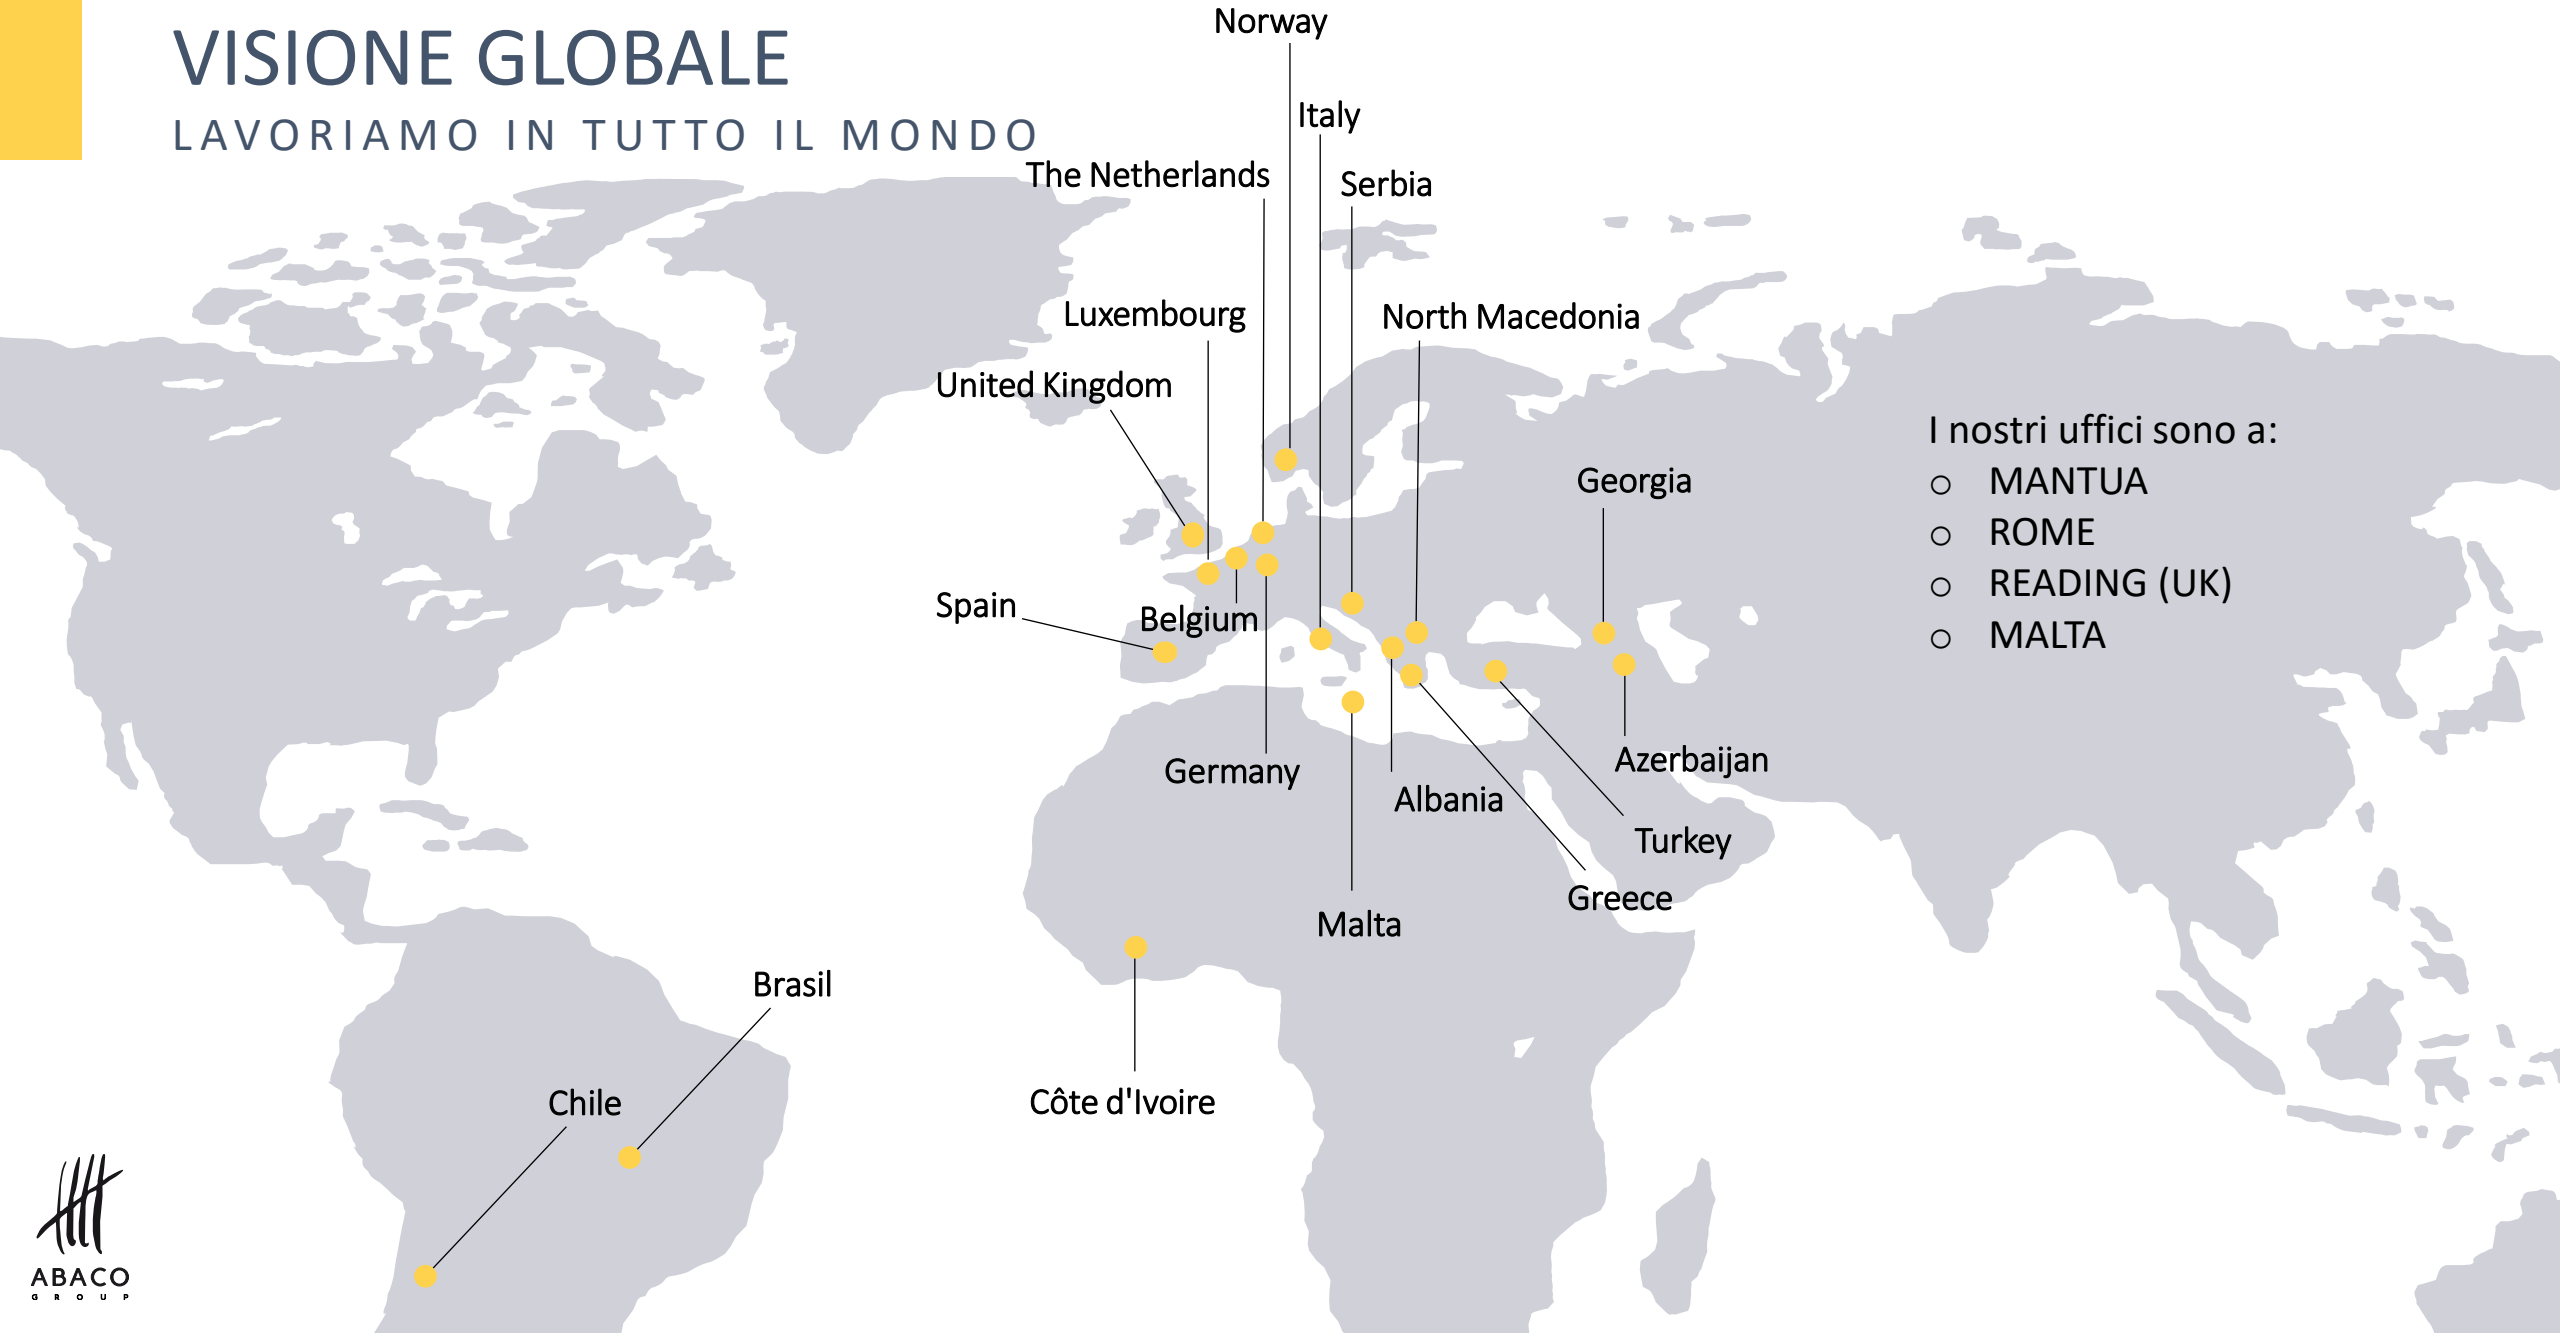 VISIONE GLOBALE
LAVORIAMO IN TUTTO IL MONDO
Norway
Italy
The Netherlands
Serbia
Luxembourg
North Macedonia
United Kingdom
Georgia
Spain
Belgium
Germany
Azerbaijan
Albania
Turkey
Greece
Malta
Brasil
Chile
Côte d'Ivoire
I nostri uffici sono a:
o MANTUA
o ROME
o READING (UK)
o MALTA
ABACO
GROUP